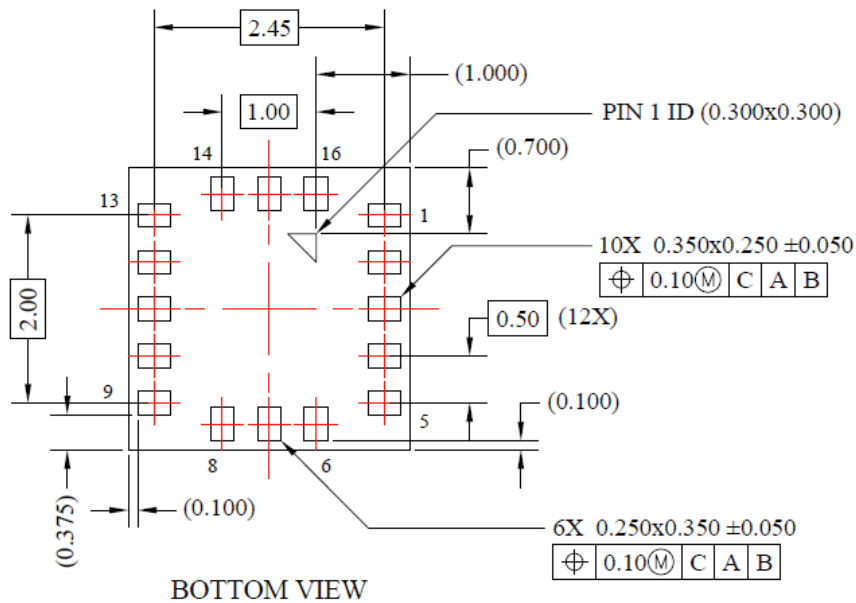 2.45
(1.000)
1.00
PIN 1 ID (0.300x0.300)
(0.700)
14
16
13
1
10X 0.350x0.250 ±0.050
⌖ 0.10Ⓜ C A B
2.00
0.50 (12X)
9
5
(0.100)
8
6
(0.375)
(0.100)
6X 0.250x0.350 ±0.050
⌖ 0.10Ⓜ C A B
BOTTOM VIEW